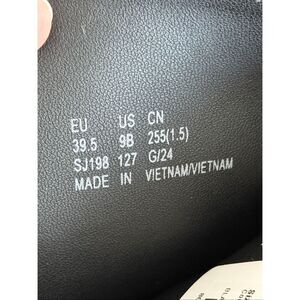 EU US CN
39.5 9B 255(1.5)
SJ198 127 G/24
MADE IN VIETNAM/VIETNAM